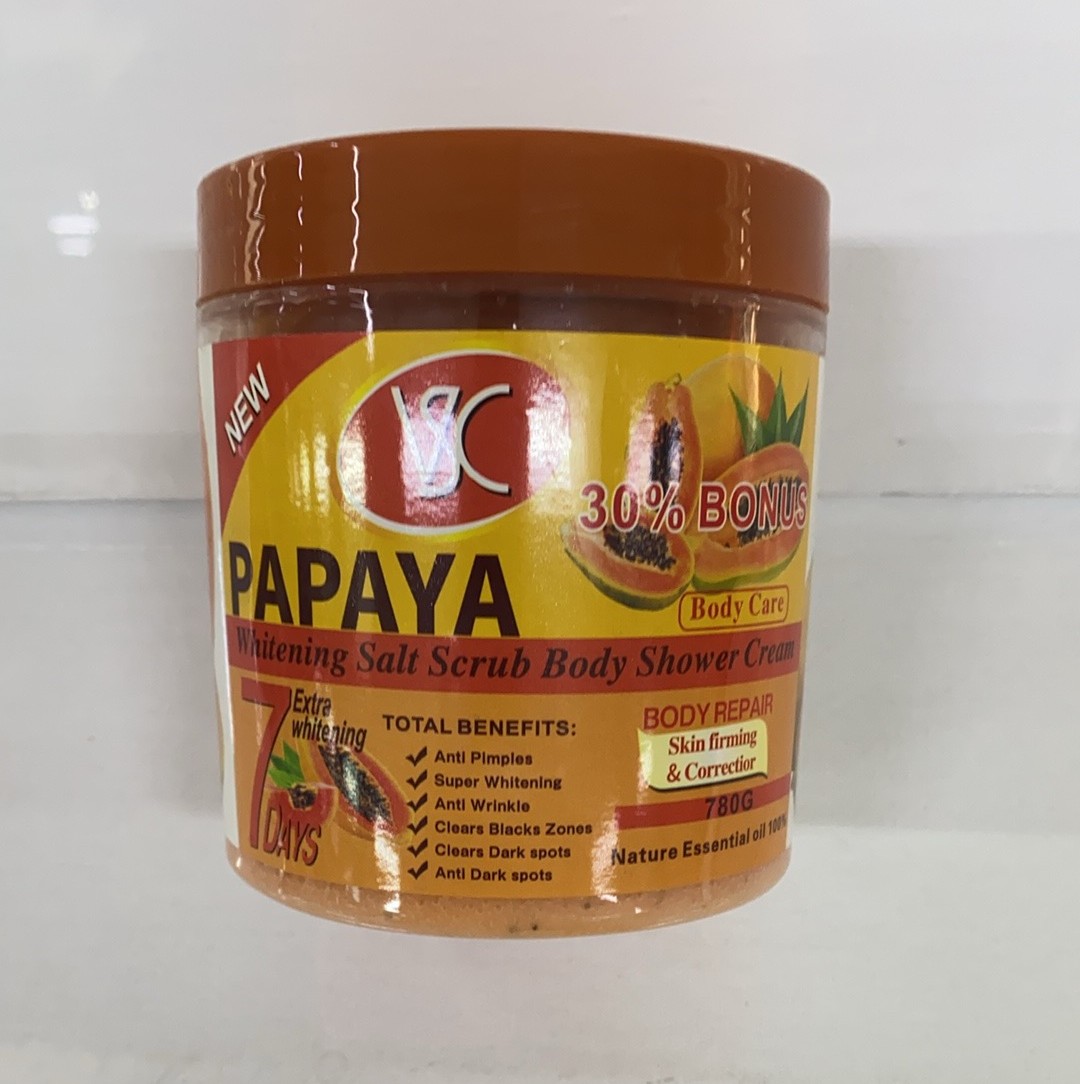 NEW
VC
30% BONUS
PAPAYA
Body Care
Whitening Salt Scrub Body Shower Cream
7
Extra
whitening
DAYS
TOTAL BENEFITS:
Anti Pimples
Super Whitening
Anti Wrinkle
Clears Blacks Zones
Clears Dark spots
Anti Dark spots
BODY REPAIR
Skin firming
& Correctior
780G
Nature Essential oil 100%